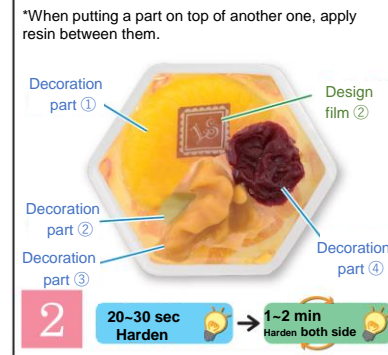 *When putting a part on top of another one, apply
resin between them.
Decoration
part ①
Design
film ②
LS
Decoration
part ②
Decoration
part ③
Decoration
part ④
2
20~30 sec
Harden
1~2 min
Harden both side